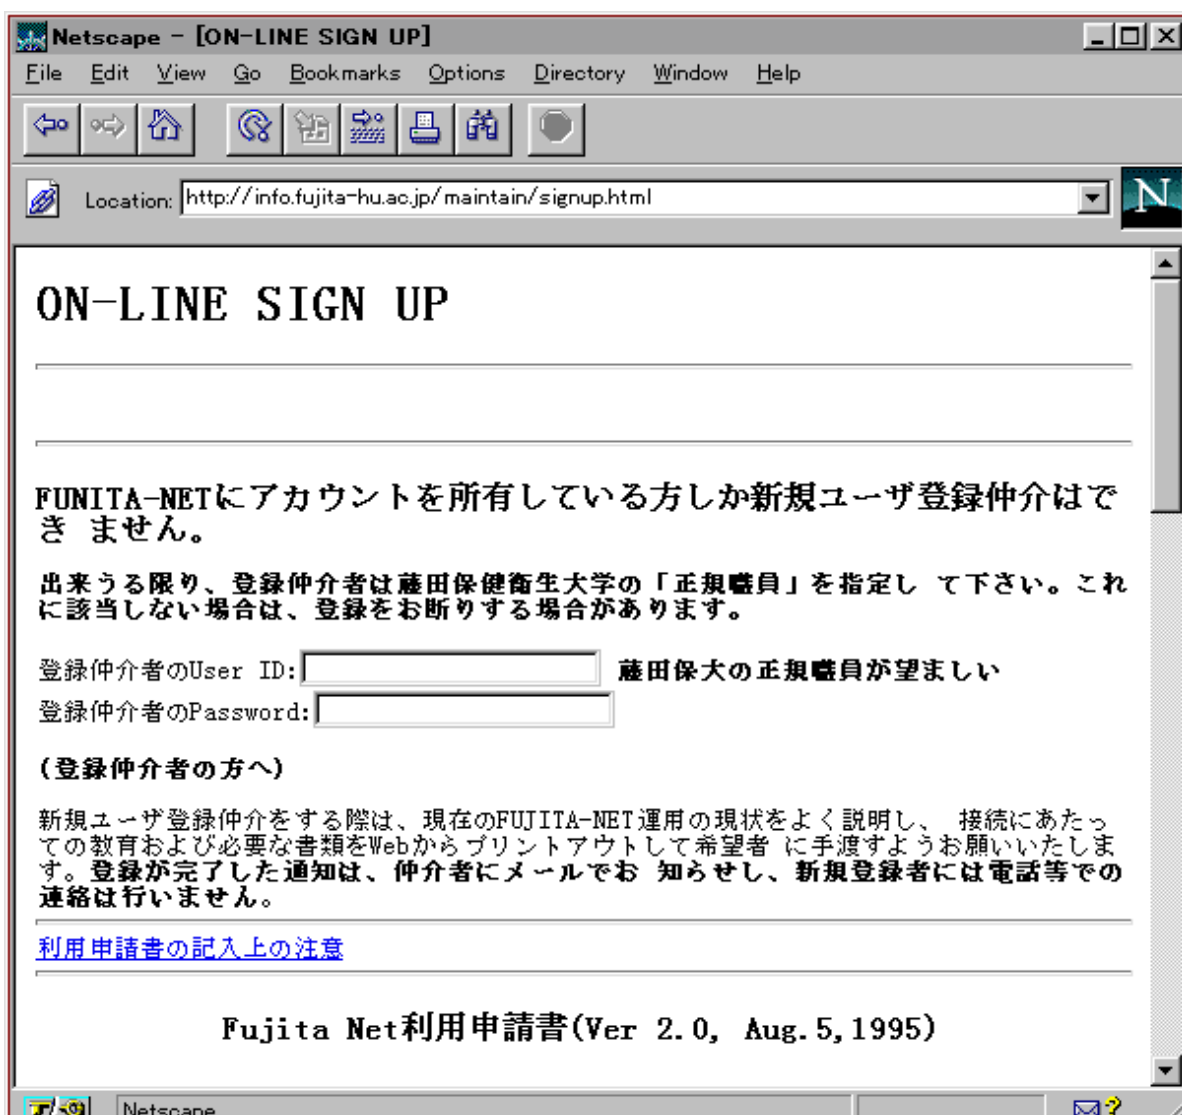 Netscape - [ON-LINE SIGN UP]
File Edit View Go Bookmarks Options Directory Window Help
Location: http://info.fujita-hu.ac.jp/maintain/signup.html
N
ON-LINE SIGN UP
FUNITA-NETにアカウントを所有している方しか新規ユーザ登録仲介はで
き ません。
出来うる限り、登録仲介者は藤田保健衛生大学の「正規職員」を指定し て下さい。これ
に該当しない場合は、登録をお断りする場合があります。
登録仲介者のUser ID: 藤田保大の正規職員が望ましい
登録仲介者のPassword:
(登録仲介者の方へ)
新規ユーザ登録仲介をする際は、現在のFUJITA-NET運用の現状をよく説明し、 接続にあたっ
ての教育および必要な書類をWebからプリントアウトして希望者 に手渡すようお願いいたしま
す。登録が完了した通知は、仲介者にメールでお 知らせし、新規登録者には電話等での
連絡は行いません。
利用申請書の記入上の注意
Fujita Net利用申請書(Ver 2.0, Aug.5,1995)
Netscape
?